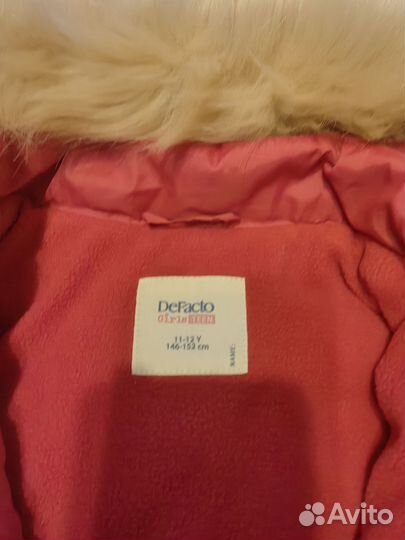 DeFacto
Girls TEEN
11-12 Y
146-152 cm
NAME:
Avito